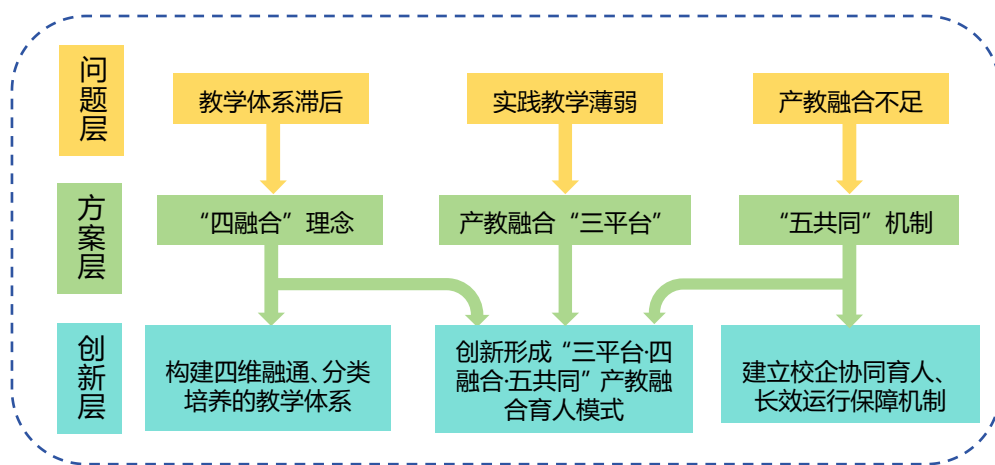 问题层
教学体系滞后
实践教学薄弱
产教融合不足
方案层
“四融合”理念
产教融合“三平台”
“五共同”机制
创新层
构建四维融通、分类
培养的教学体系
创新形成“三平台·四
融合·五共同”产教融
合育人模式
建立校企协同育人、
长效运行保障机制